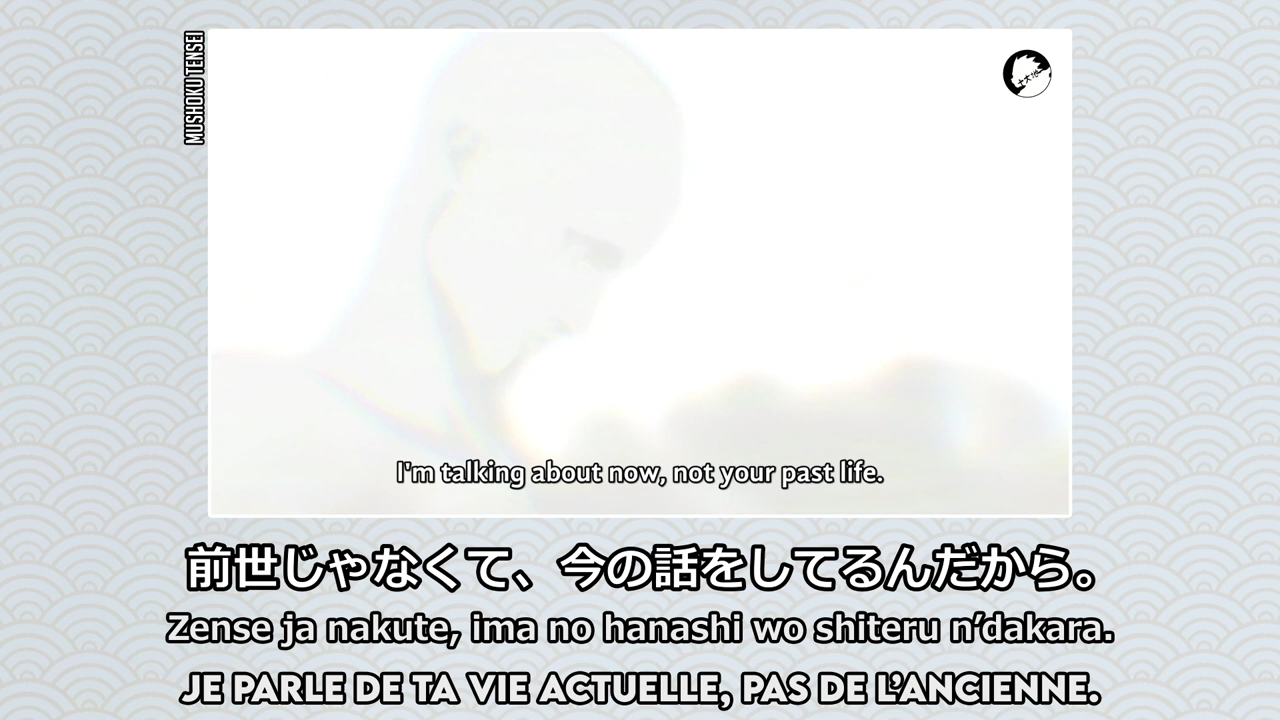 MUSHOKU TENSEI
I'm talking about now, not your past life.
前世じゃなくて、今の話をしてるんだから。
Zense ja nakute, ima no hanashi wo shiteru n'dakara.
JE PARLE DE TA VIE ACTUELLE, PAS DE L'ANCIENNE.